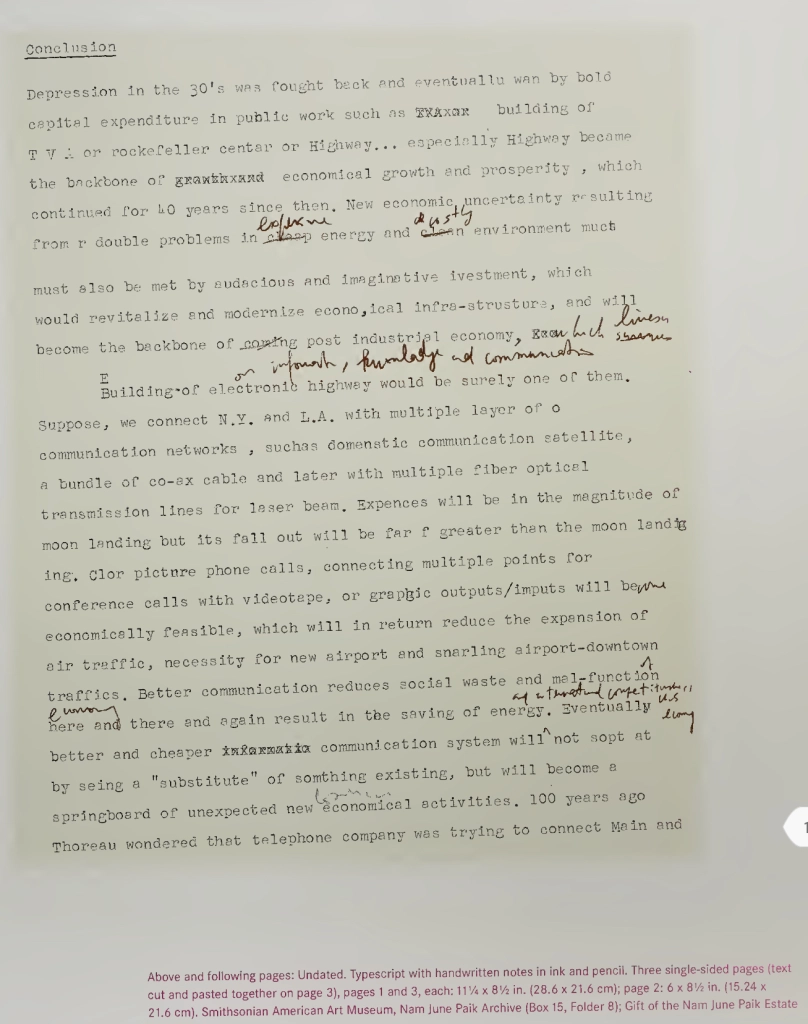 Conclusion
Depression in the 30's was fought back and eventuallu wan by bold
capital expenditure in public work such as building of
T V A or rockefeller centar or Highway... especially Highway became
the backbone of economical growth and prosperity , which
continued for 40 years since then. New economic uncertainty resulting
dusty
from r double problems in cheap energy and clean environment much
must also be met by audacious and imaginative ivestment, which
would revitalize and modernize econo,ical infra-strusture, and will
become the backbone of coming post industrial economy, which lives
on knowledge and communication
E
Building of electronic highway would be surely one of them.
Suppose, we connect N.Y. and L.A. with multiple layer of o
communication networks , suchas domenstic communication satellite,
a bundle of co-ax cable and later with multiple fiber optical
transmission lines for laser beam. Expences will be in the magnitude of
moon landing but its fall out will be far f greater than the moon landig
ing. Clor picture phone calls, connecting multiple points for
conference calls with videotape, or graphic outputs/imputs will become
economically feasible, which will in return reduce the expansion of
air traffic, necessity for new airport and snarling airport-downtown
traffics. Better communication reduces social waste and mal-function
economy
here and there and again result in the saving of energy. Eventually
better and cheaper communication system will not sopt at
by seing a "substitute" of somthing existing, but will become a
springboard of unexpected new economical activities. 100 years ago
Thoreau wondered that telephone company was trying to connect Main and
1
Above and following pages: Undated. Typescript with handwritten notes in ink and pencil. Three single-sided pages (text
cut and pasted together on page 3), pages 1 and 3, each: 11¼ x 8½ in. (28.6 x 21.6 cm); page 2: 6 x 8½ in. (15.24 x
21.6 cm). Smithsonian American Art Museum, Nam June Paik Archive (Box 15, Folder 8); Gift of the Nam June Paik Estate